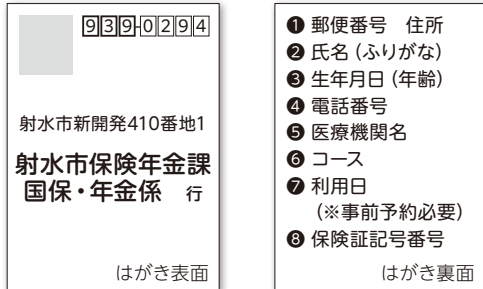 939-0294
射水市新開発410番地1
射水市保険年金課
国保・年金係 行
はがき表面
❶ 郵便番号 住所
❷ 氏名(ふりがな)
❸ 生年月日(年齢)
❹ 電話番号
❺ 医療機関名
❻ コース
❼ 利用日
(※事前予約必要)
❽ 保険証記号番号
はがき裏面